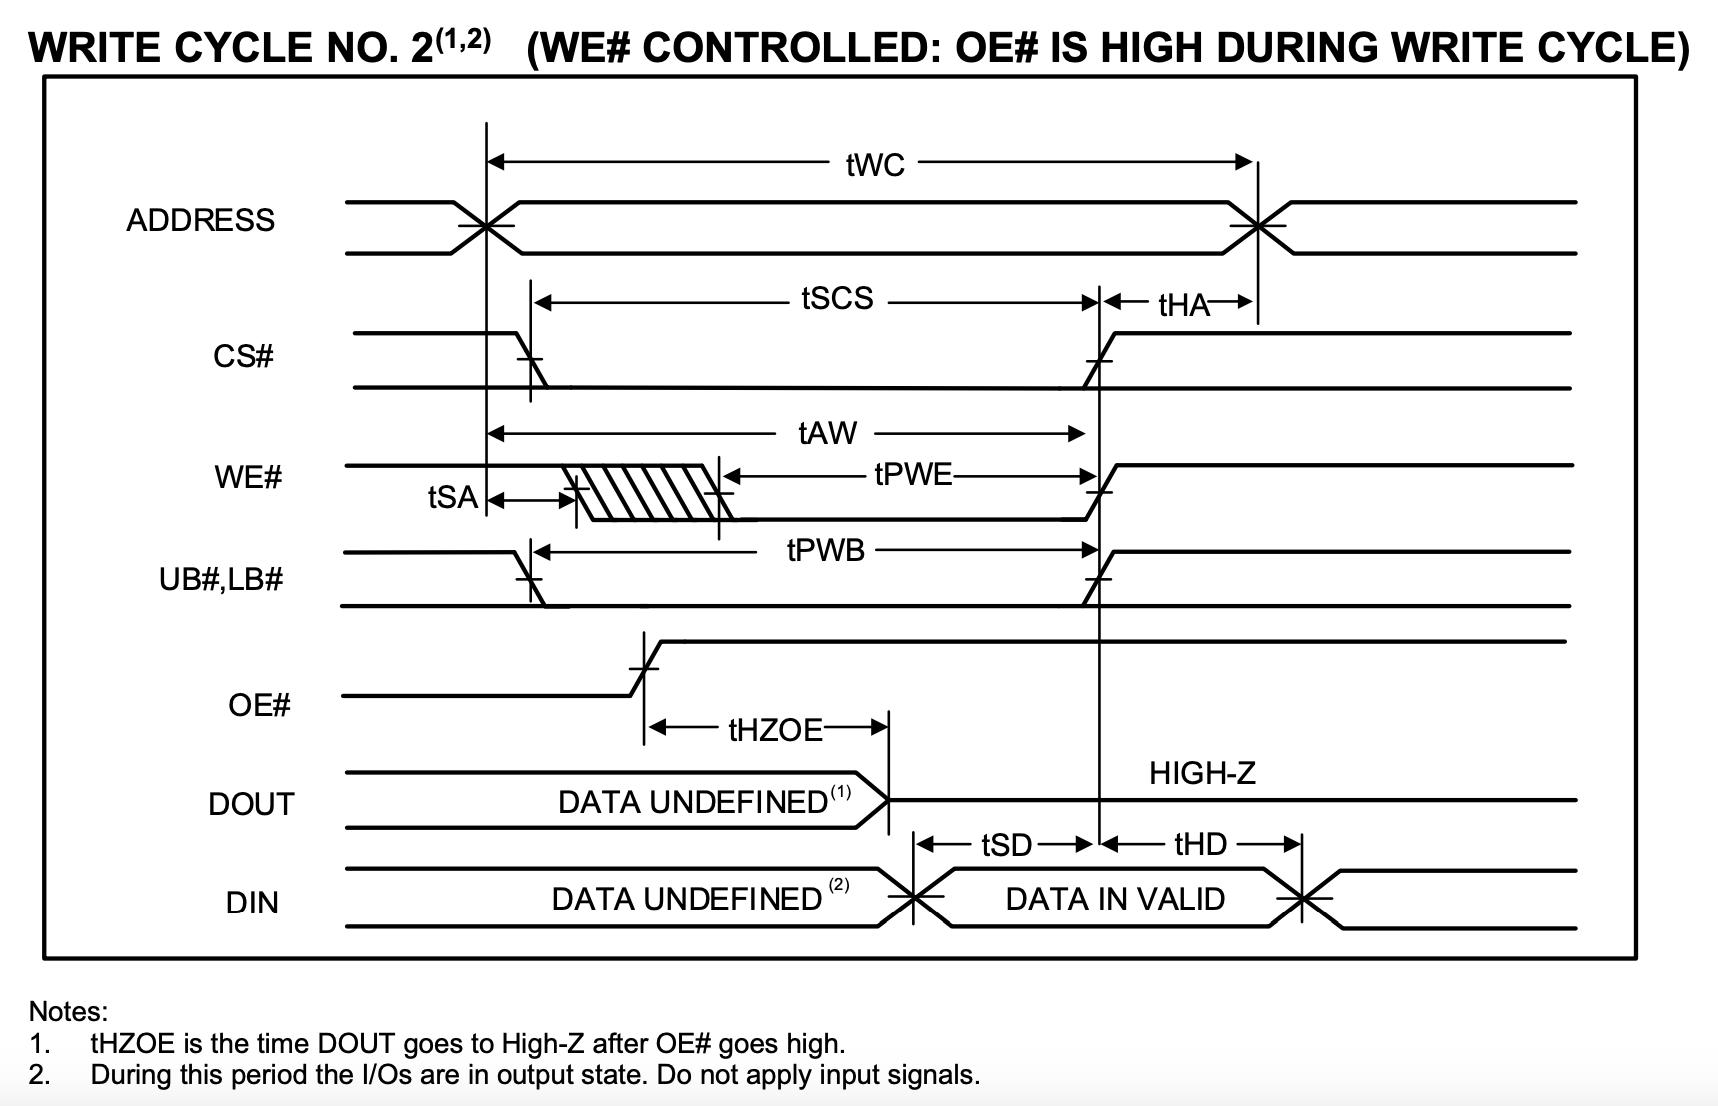 WRITE CYCLE NO. 2(1,2) (WE# CONTROLLED: OE# IS HIGH DURING WRITE CYCLE)
tWC
ADDRESS
tSCS
tHA
CS#
tAW
WE#
tPWE
tSA
tPWB
UB#,LB#
OE#
tHZOE
HIGH-Z
DOUT
DATA UNDEFINED(1)
tSD
tHD
DIN
DATA UNDEFINED (2)
DATA IN VALID
Notes:
1. tHZOE is the time DOUT goes to High-Z after OE# goes high.
2. During this period the I/Os are in output state. Do not apply input signals.